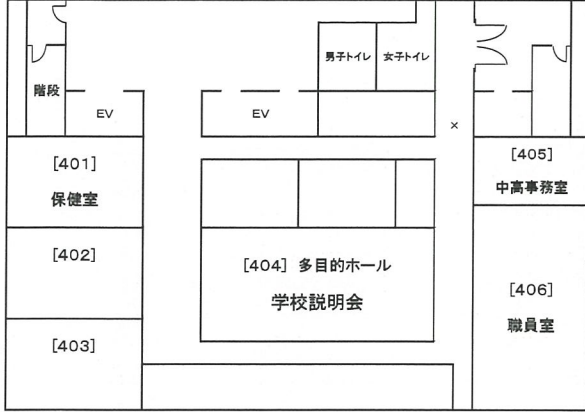 男子トイレ 女子トイレ
階段
EV EV
×
[401]
保健室
[405]
中高事務室
[402]
[404] 多目的ホール
学校説明会
[406]
職員室
[403]